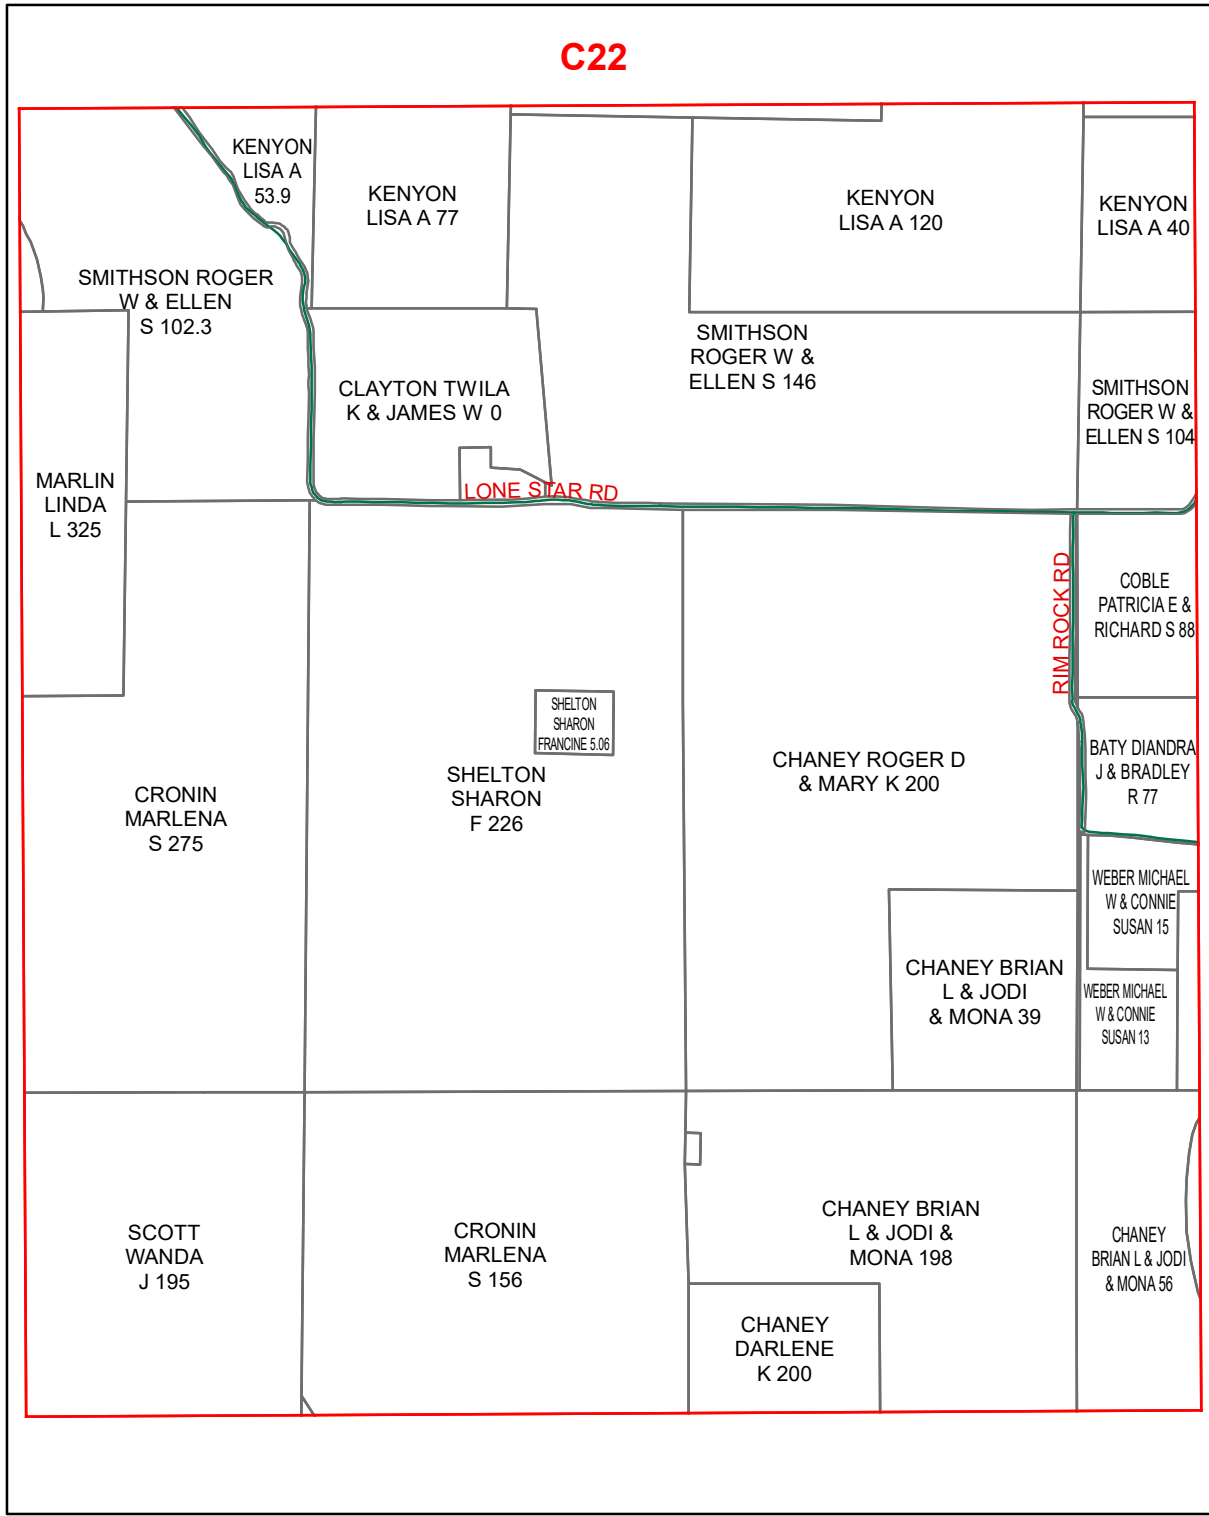 C22
KENYON
LISA A
53.9
KENYON
LISA A 77
KENYON
LISA A 120
KENYON
LISA A 40
SMITHSON ROGER
W & ELLEN
S 102.3
SMITHSON
ROGER W &
ELLEN S 146
CLAYTON TWILA
K & JAMES W 0
SMITHSON
ROGER W &
ELLEN S 104
MARLIN
LINDA
L 325
LONE STAR RD
RIM ROCK RD
COBLE
PATRICIA E &
RICHARD S 88
SHELTON
SHARON
FRANCINE 5.06
CHANEY ROGER D
& MARY K 200
BATY DIANDRA
J & BRADLEY
R 77
SHELTON
SHARON
F 226
CRONIN
MARLENA
S 275
WEBER MICHAEL
W & CONNIE
SUSAN 15
CHANEY BRIAN
L & JODI
& MONA 39
WEBER MICHAEL
W & CONNIE
SUSAN 13
SCOTT
WANDA
J 195
CRONIN
MARLENA
S 156
CHANEY BRIAN
L & JODI &
MONA 198
CHANEY
BRIAN L & JODI
& MONA 56
CHANEY
DARLENE
K 200